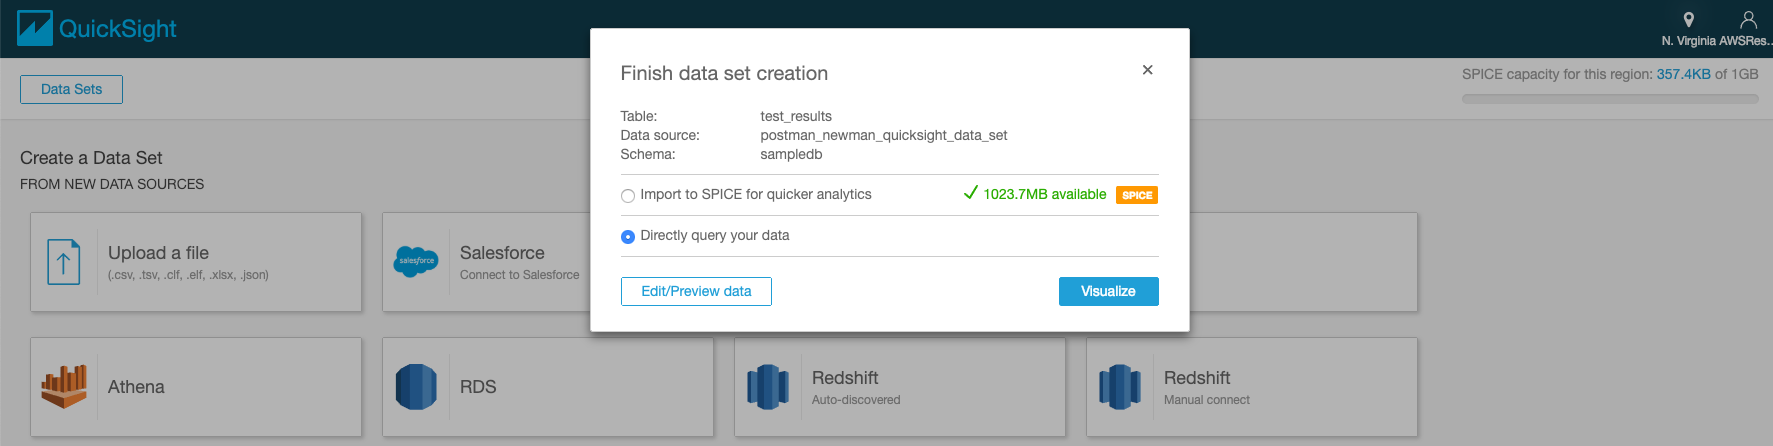 QuickSight
N. Virginia AWSRes...
Data Sets
SPICE capacity for this region: 357.4KB of 1GB
Finish data set creation
Table: test_results
Data source: postman_newman_quicksight_data_set
Schema: sampledb
Import to SPICE for quicker analytics 1023.7MB available SPICE
Directly query your data
Edit/Preview data Visualize
Create a Data Set
FROM NEW DATA SOURCES
Upload a file
(.csv, .tsv, .clf, .elf, .xlsx, .json)
salesforce
Salesforce
Connect to Salesforce
Athena
RDS
Redshift
Auto-discovered
Redshift
Manual connect